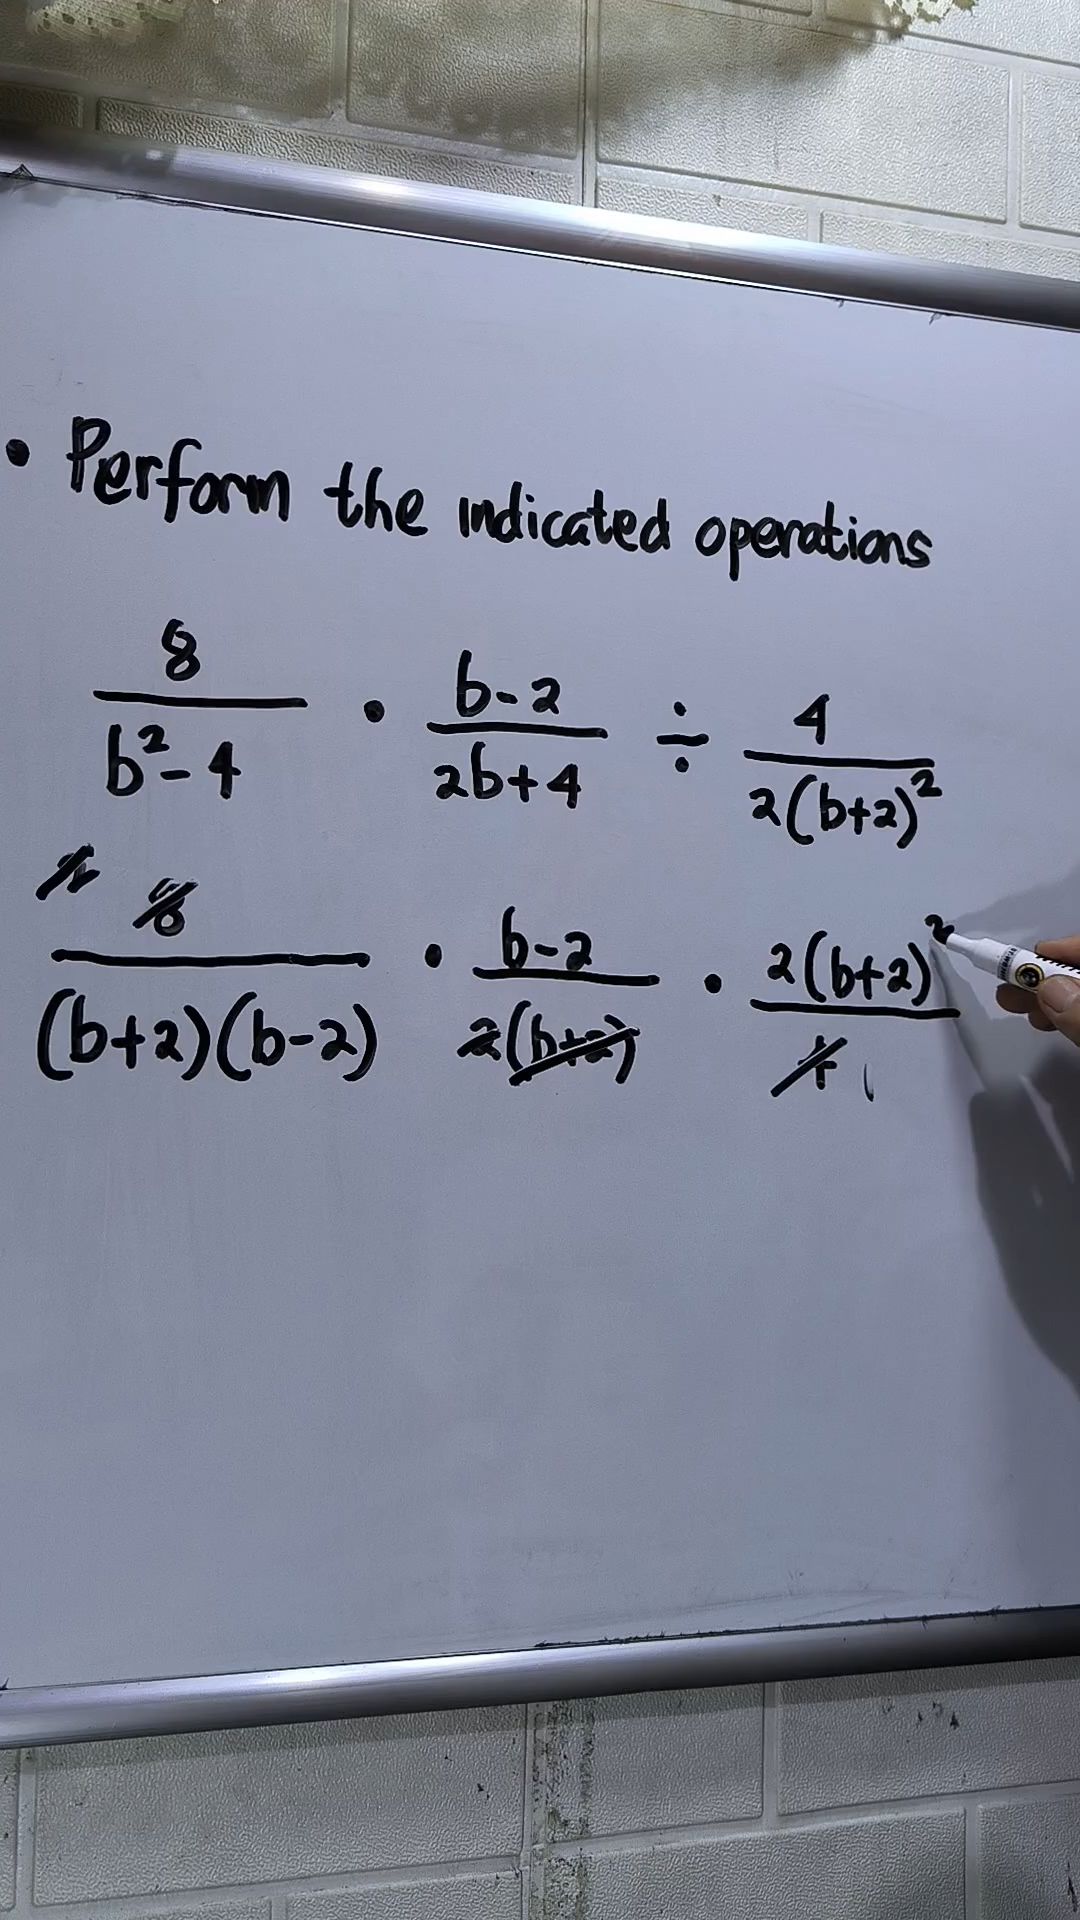 • Perform the indicated operations
8/(b²-4) • (b-2)/(2b+4) ÷ 4/(2(b+2)²)
8/((b+2)(b-2)) • (b-2)/(2(b+2)) • 2(b+2)²/4 1